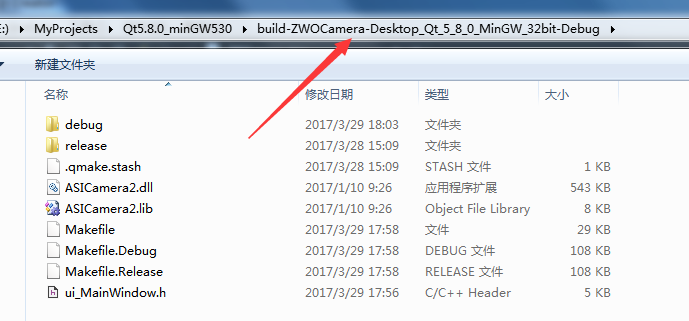 :) MyProjects Qt5.8.0_minGW530 build-ZWOCamera-Desktop_Qt_5_8_0_MinGW_32bit-Debug
新建文件夹
名称 修改日期 类型 大小
debug 2017/3/29 18:03 文件夹
release 2017/3/28 15:09 文件夹
.qmake.stash 2017/3/28 15:09 STASH 文件 1 KB
ASICamera2.dll 2017/1/10 9:26 应用程序扩展 543 KB
ASICamera2.lib 2017/1/10 9:26 Object File Library 8 KB
Makefile 2017/3/29 17:58 文件 29 KB
Makefile.Debug 2017/3/29 17:58 DEBUG 文件 108 KB
Makefile.Release 2017/3/29 17:58 RELEASE 文件 108 KB
ui_MainWindow.h 2017/3/29 17:56 C/C++ Header 5 KB